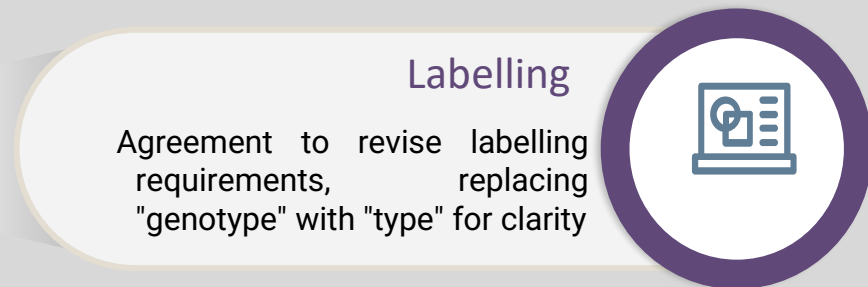 Labelling
Agreement to revise labelling
requirements, replacing
"genotype" with "type" for clarity